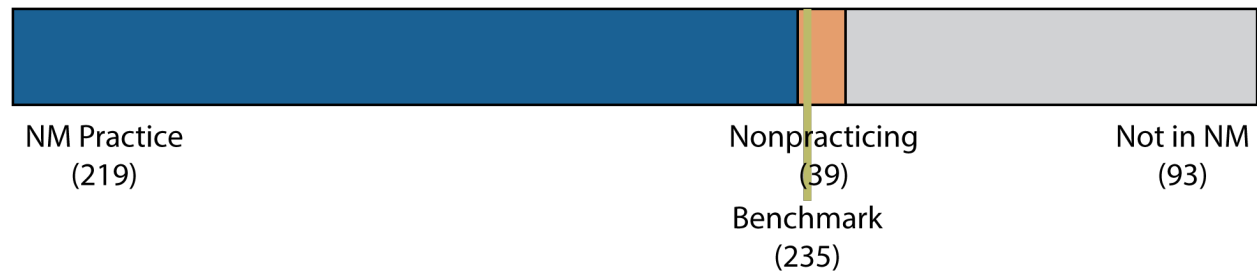 NM Practice
(219)
Nonpracticing
(39)
Not in NM
(93)
Benchmark
(235)